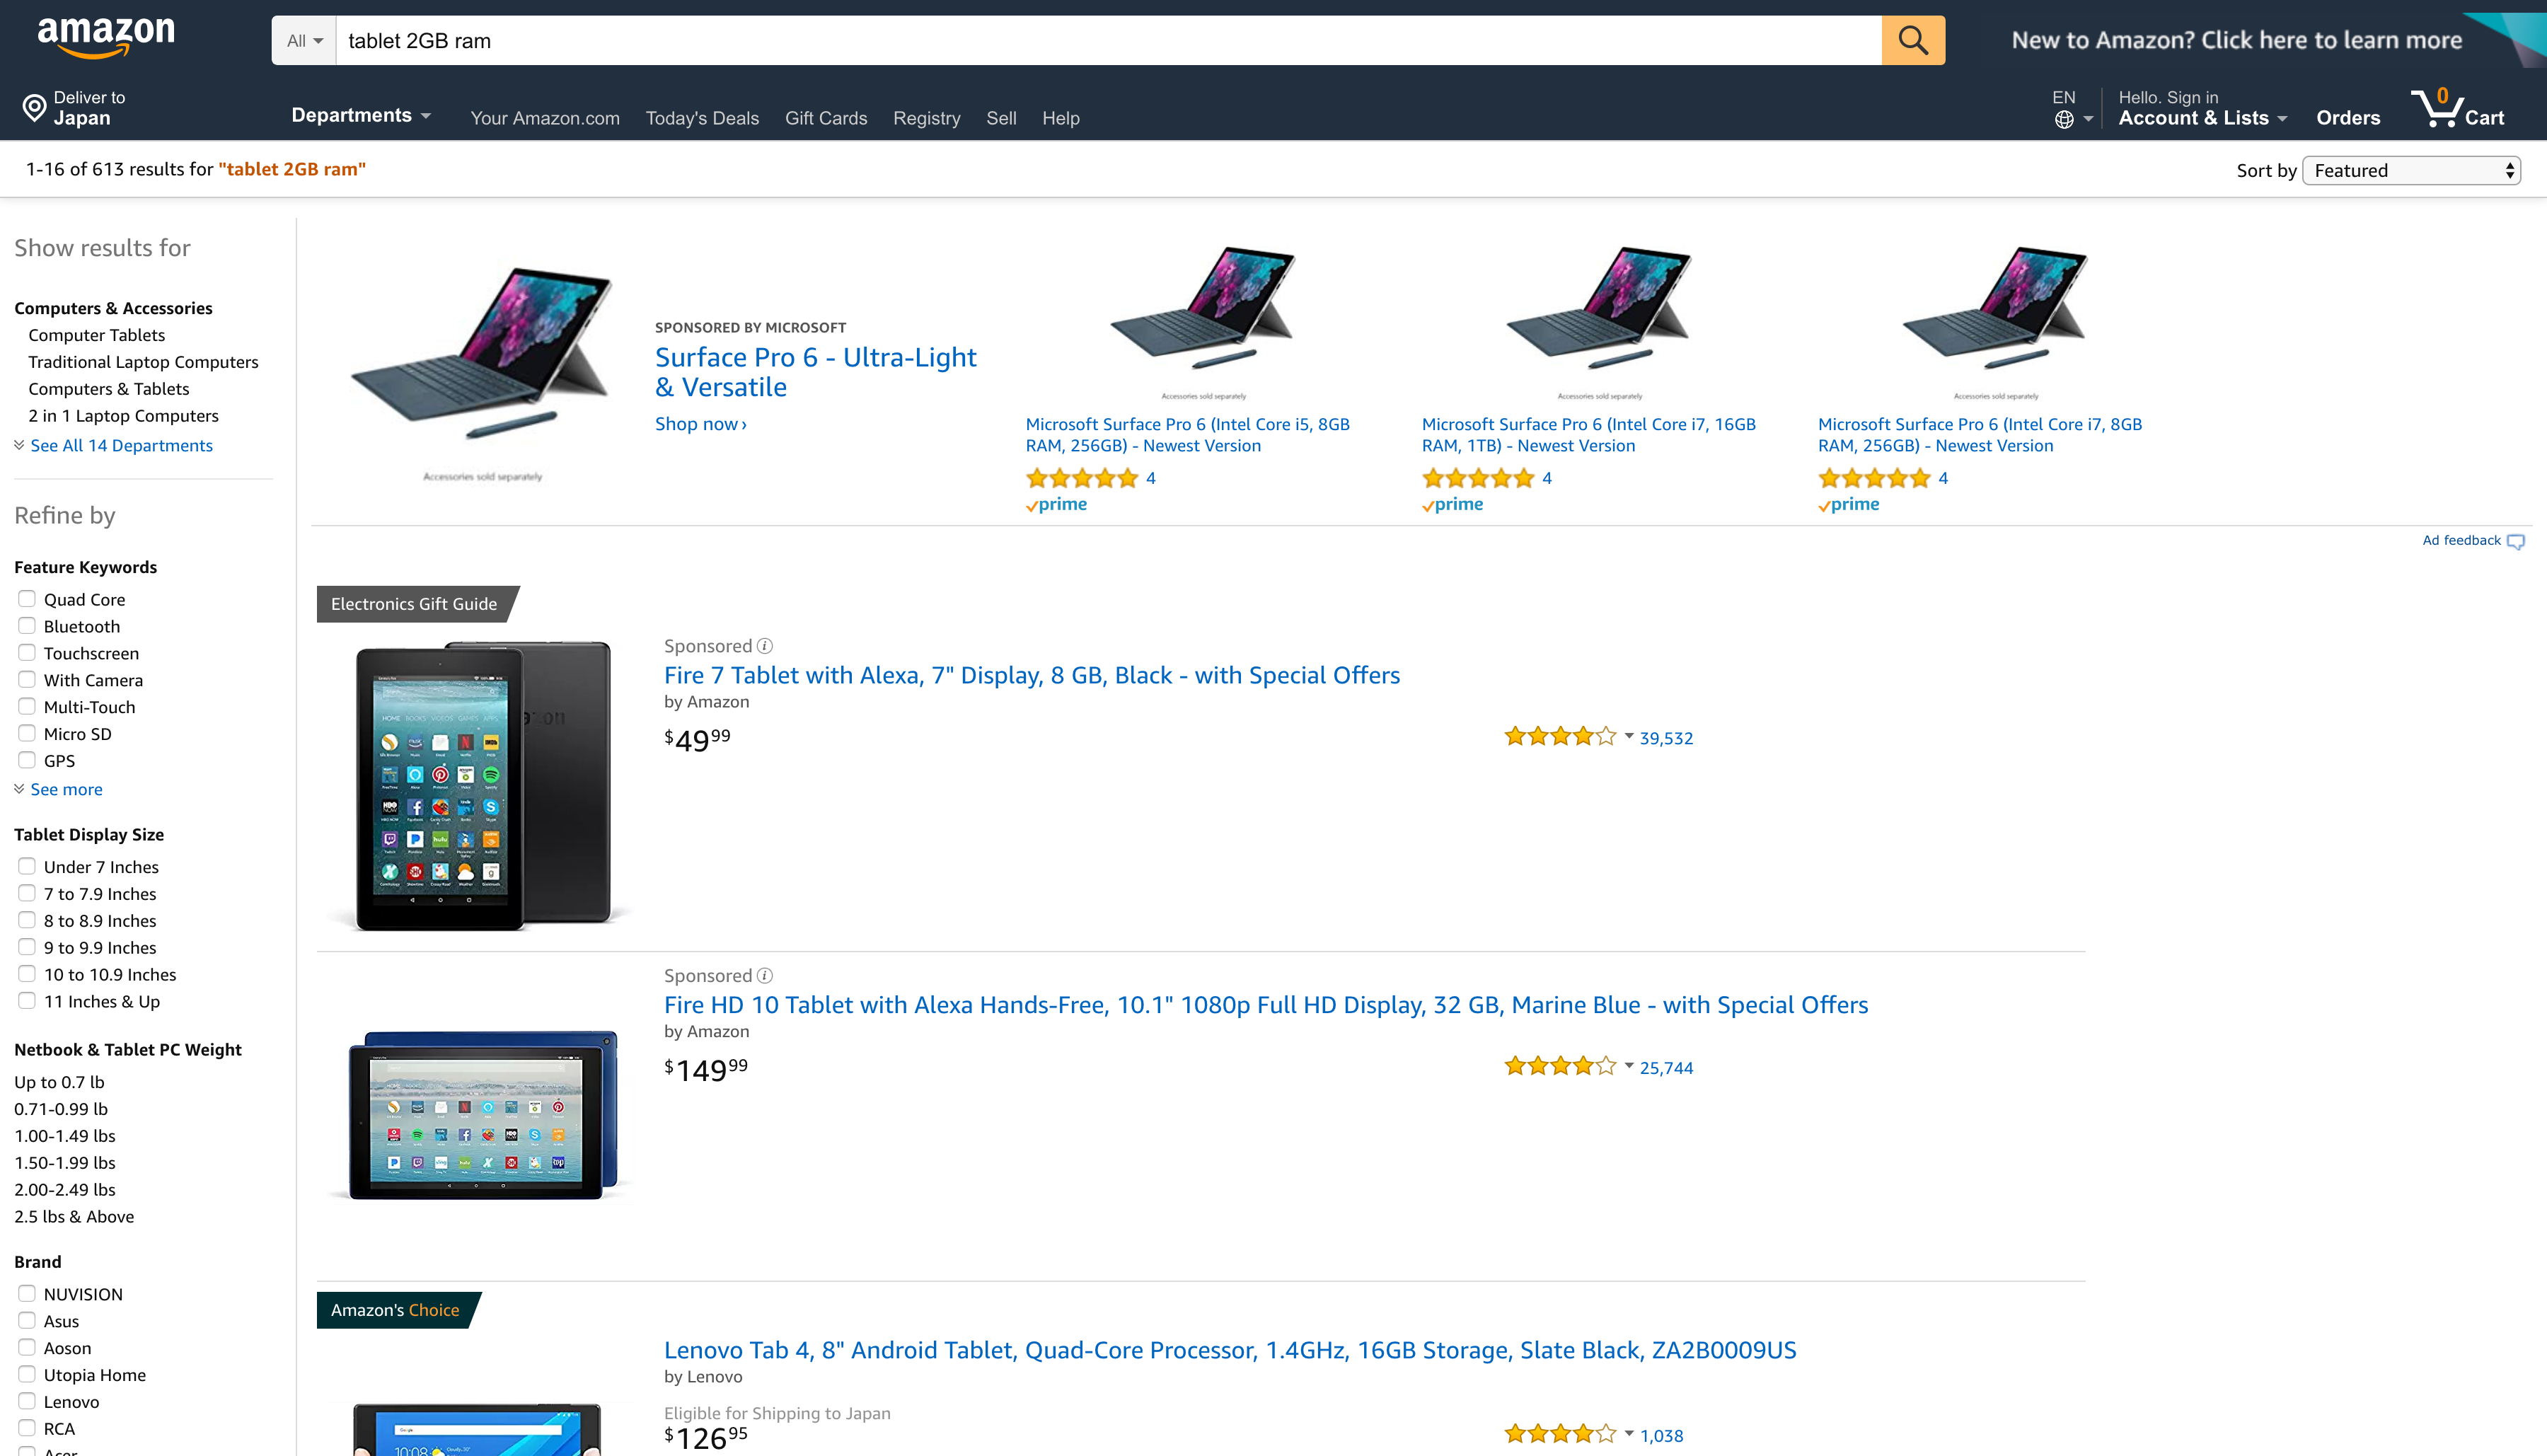 amazon
All
tablet 2GB ram
New to Amazon? Click here to learn more
Deliver to
Japan
Departments
Your Amazon.com
Today's Deals
Gift Cards
Registry
Sell
Help
EN
Hello. Sign in
Account & Lists
Orders
0
Cart
1-16 of 613 results for "tablet 2GB ram"
Sort by
Featured
Show results for
Computers & Accessories
Computer Tablets
Traditional Laptop Computers
Computers & Tablets
2 in 1 Laptop Computers
See All 14 Departments
Refine by
Feature Keywords
Quad Core
Bluetooth
Touchscreen
With Camera
Multi-Touch
Micro SD
GPS
See more
Tablet Display Size
Under 7 Inches
7 to 7.9 Inches
8 to 8.9 Inches
9 to 9.9 Inches
10 to 10.9 Inches
11 Inches & Up
Netbook & Tablet PC Weight
Up to 0.7 lb
0.71-0.99 lb
1.00-1.49 lbs
1.50-1.99 lbs
2.00-2.49 lbs
2.5 lbs & Above
Brand
NUVISION
Asus
Aoson
Utopia Home
Lenovo
RCA
Acer
Accessories sold separately
SPONSORED BY MICROSOFT
Surface Pro 6 - Ultra-Light
& Versatile
Shop now ›
Accessories sold separately
Microsoft Surface Pro 6 (Intel Core i5, 8GB
RAM, 256GB) - Newest Version
4
prime
Accessories sold separately
Microsoft Surface Pro 6 (Intel Core i7, 16GB
RAM, 1TB) - Newest Version
4
prime
Accessories sold separately
Microsoft Surface Pro 6 (Intel Core i7, 8GB
RAM, 256GB) - Newest Version
4
prime
Ad feedback
Electronics Gift Guide
HOME BOOKS VIDEOS GAMES APPS
Sponsored
Fire 7 Tablet with Alexa, 7" Display, 8 GB, Black - with Special Offers
by Amazon
$49 99
39,532
Sponsored
Fire HD 10 Tablet with Alexa Hands-Free, 10.1" 1080p Full HD Display, 32 GB, Marine Blue - with Special Offers
by Amazon
$149 99
25,744
Amazon's Choice
Lenovo Tab 4, 8" Android Tablet, Quad-Core Processor, 1.4GHz, 16GB Storage, Slate Black, ZA2B0009US
by Lenovo
Eligible for Shipping to Japan
$126 95
1,038
Google
10:08